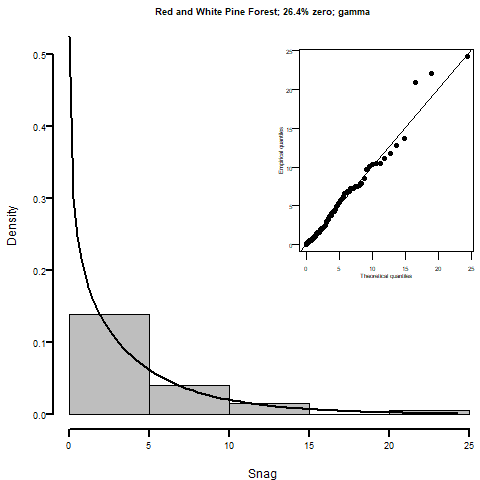 Red and White Pine Forest; 26.4% zero; gamma
Density
0.5
0.4
0.3
0.2
0.1
0.0
0 5 10 15 20 25
Snag
Empirical quantiles
25
20
15
10
5
0
0 5 10 15 20 25
Theoretical quantiles